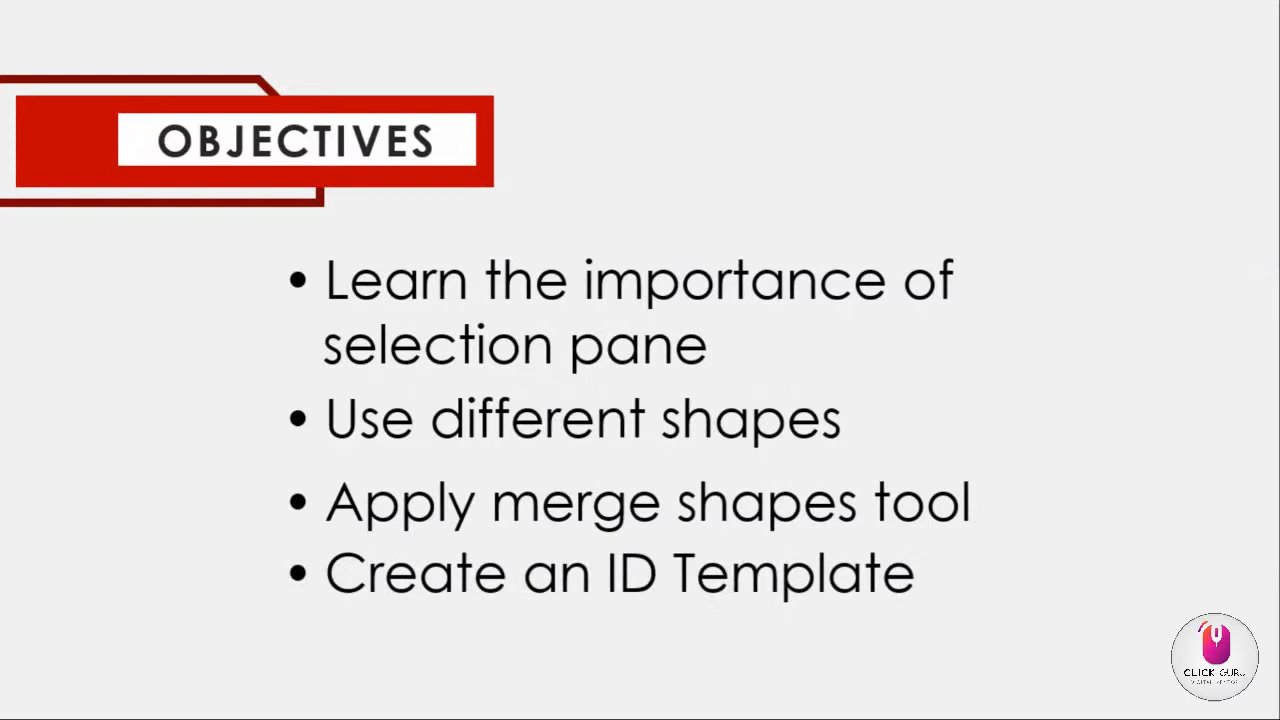 OBJECTIVES
• Learn the importance of
selection pane
• Use different shapes
• Apply merge shapes tool
• Create an ID Template
CLICK GURU